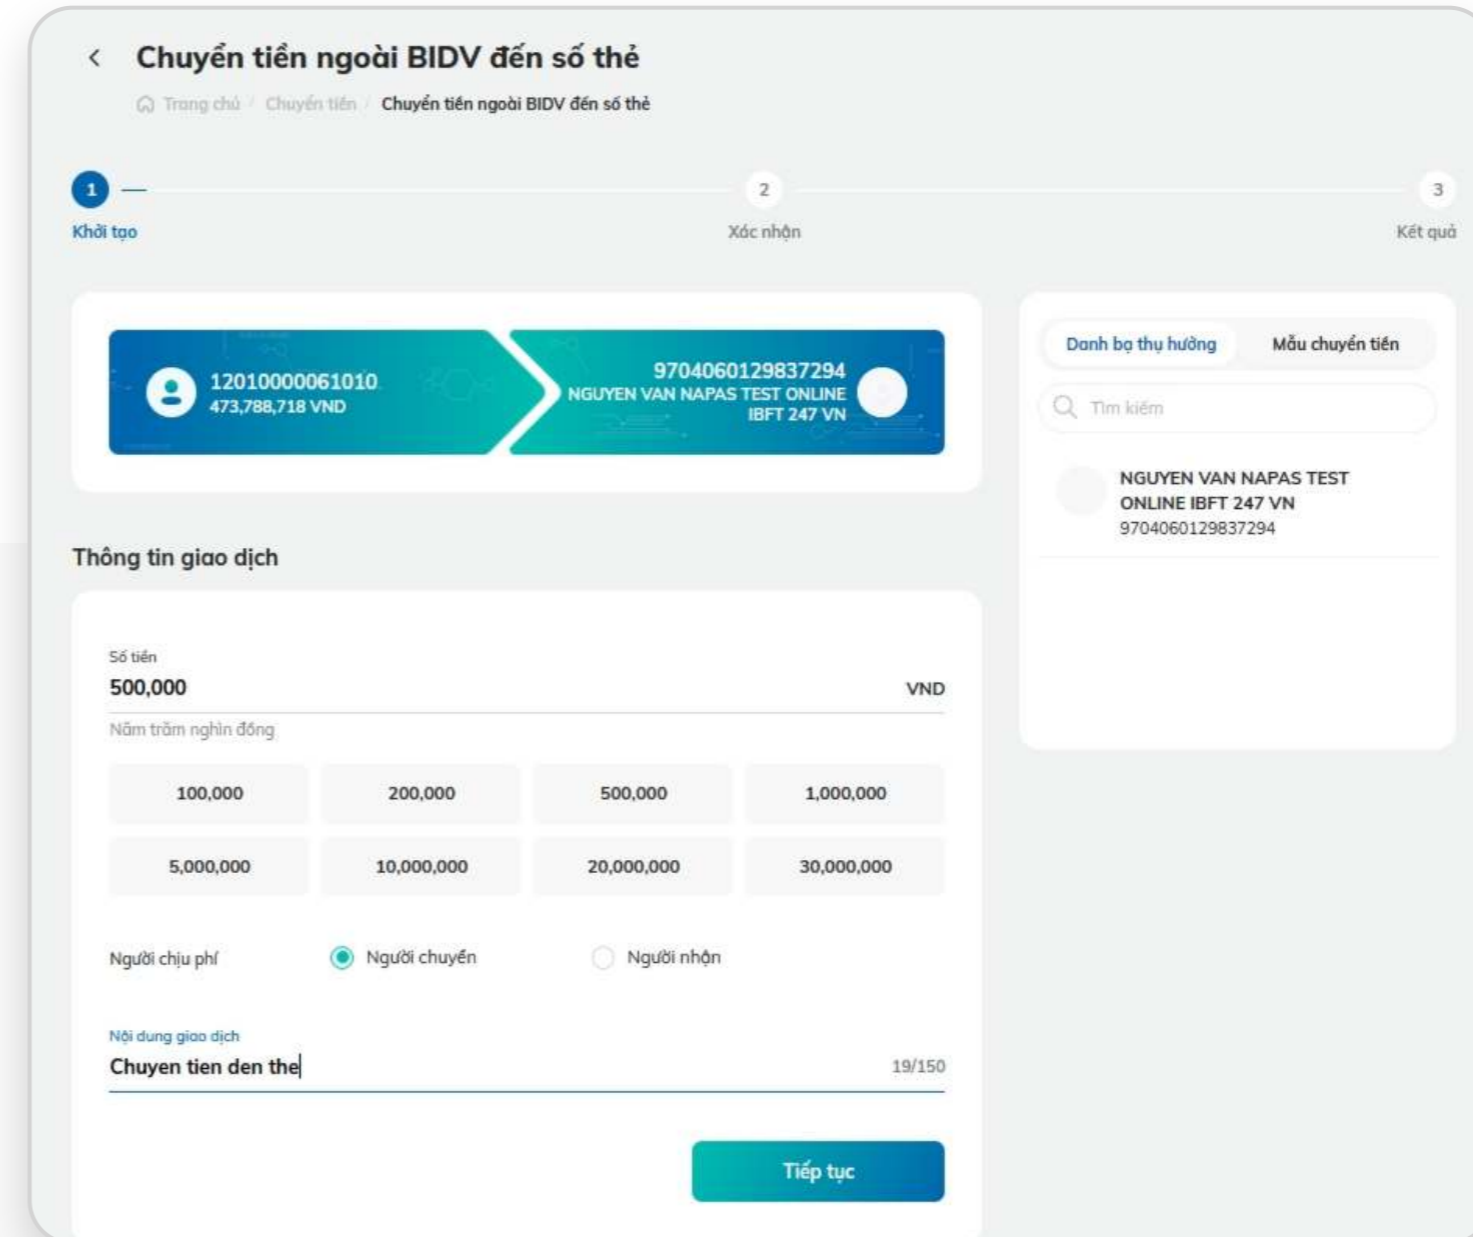 Chuyển tiền ngoài BIDV đến số thẻ
Trang chủ / Chuyển tiền / Chuyển tiền ngoài BIDV đến số thẻ
1
2
3
Khởi tạo
Xác nhận
Kết quả
12010000061010
473,788,718 VND
9704060129837294
NGUYEN VAN NAPAS TEST ONLINE
IBFT 247 VN
Danh bạ thụ hưởng
Mẫu chuyển tiền
Tìm kiếm
NGUYEN VAN NAPAS TEST
ONLINE IBFT 247 VN
9704060129837294
Thông tin giao dịch
Số tiền
500,000 VND
Năm trăm nghìn đồng
100,000 200,000 500,000 1,000,000
5,000,000 10,000,000 20,000,000 30,000,000
Người chịu phí Người chuyển Người nhận
Nội dung giao dịch
Chuyen tien den the 19/150
Tiếp tục